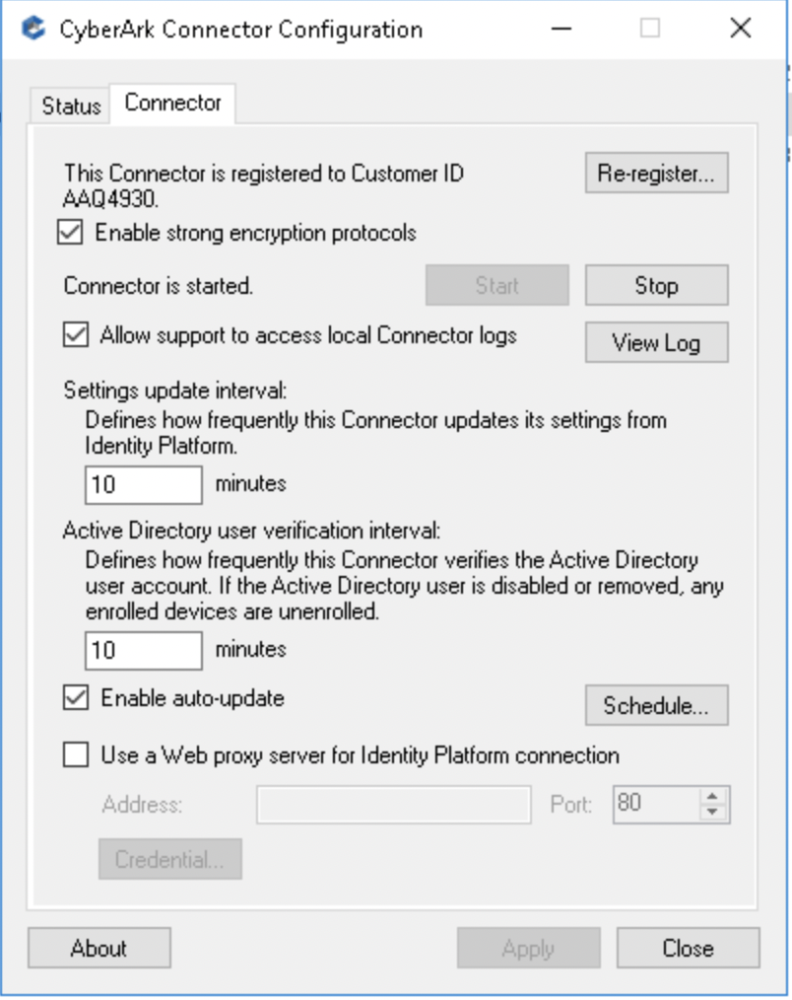 CyberArk Connector Configuration
Status
Connector
This Connector is registered to Customer ID
AAQ4930.
Re-register...
Enable strong encryption protocols
Connector is started.
Start
Stop
Allow support to access local Connector logs
View Log
Settings update interval:
Defines how frequently this Connector updates its settings from
Identity Platform.
10 minutes
Active Directory user verification interval:
Defines how frequently this Connector verifies the Active Directory
user account. If the Active Directory user is disabled or removed, any
enrolled devices are unenrolled.
10 minutes
Enable auto-update
Schedule...
Use a Web proxy server for Identity Platform connection
Address:
Port: 80
Credential...
About
Apply
Close